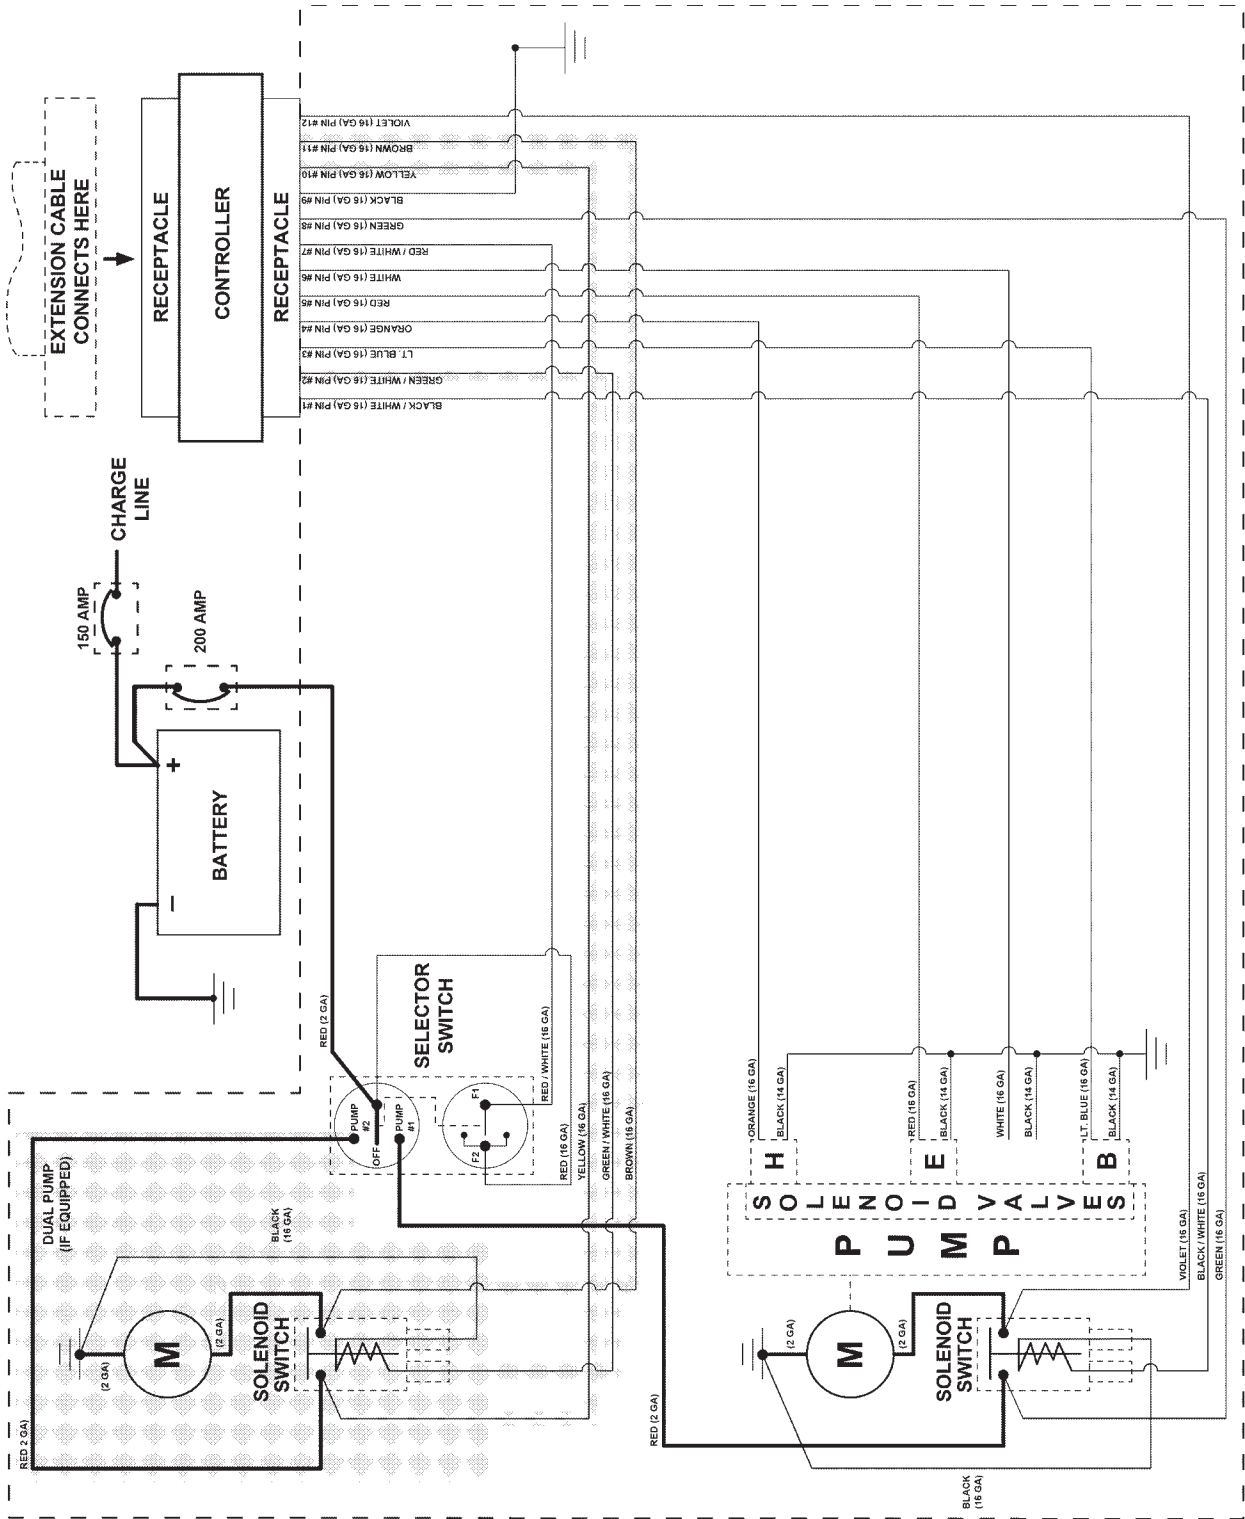 EXTENSION CABLE
CONNECTS HERE
RECEPTACLE
CONTROLLER
RECEPTACLE
VIOLET (16 GA) PIN #12
BROWN (16 GA) PIN #11
YELLOW (16 GA) PIN #10
BLACK (16 GA) PIN #9
GREEN (16 GA) PIN #8
RED / WHITE (16 GA) PIN #7
WHITE (16 GA) PIN #6
RED (16 GA) PIN #5
ORANGE (16 GA) PIN #4
LT. BLUE (16 GA) PIN #3
GREEN / WHITE (16 GA) PIN #2
BLACK / WHITE (16 GA) PIN #1
CHARGE
LINE
150 AMP
200 AMP
+
BATTERY
–
RED (2 GA)
SELECTOR
SWITCH
PUMP
#2
OFF
PUMP
#1
F1
F2
RED / WHITE (16 GA)
RED (16 GA)
YELLOW (16 GA)
GREEN / WHITE (16 GA)
BROWN (16 GA)
DUAL PUMP
(IF EQUIPPED)
BLACK
(16 GA)
RED 2 GA)
(2 GA)
M
(2 GA)
SOLENOID
SWITCH
RED (2 GA)
ORANGE (16 GA)
BLACK (14 GA)
RED (16 GA)
BLACK (14 GA)
WHITE (16 GA)
BLACK (14 GA)
LT. BLUE (16 GA)
BLACK (14 GA)
H
E
B
SOLENOID VALVES
PUMP
VIOLET (16 GA)
BLACK / WHITE (16 GA)
GREEN (16 GA)
(2 GA)
M
(2 GA)
SOLENOID
SWITCH
BLACK
(16 GA)